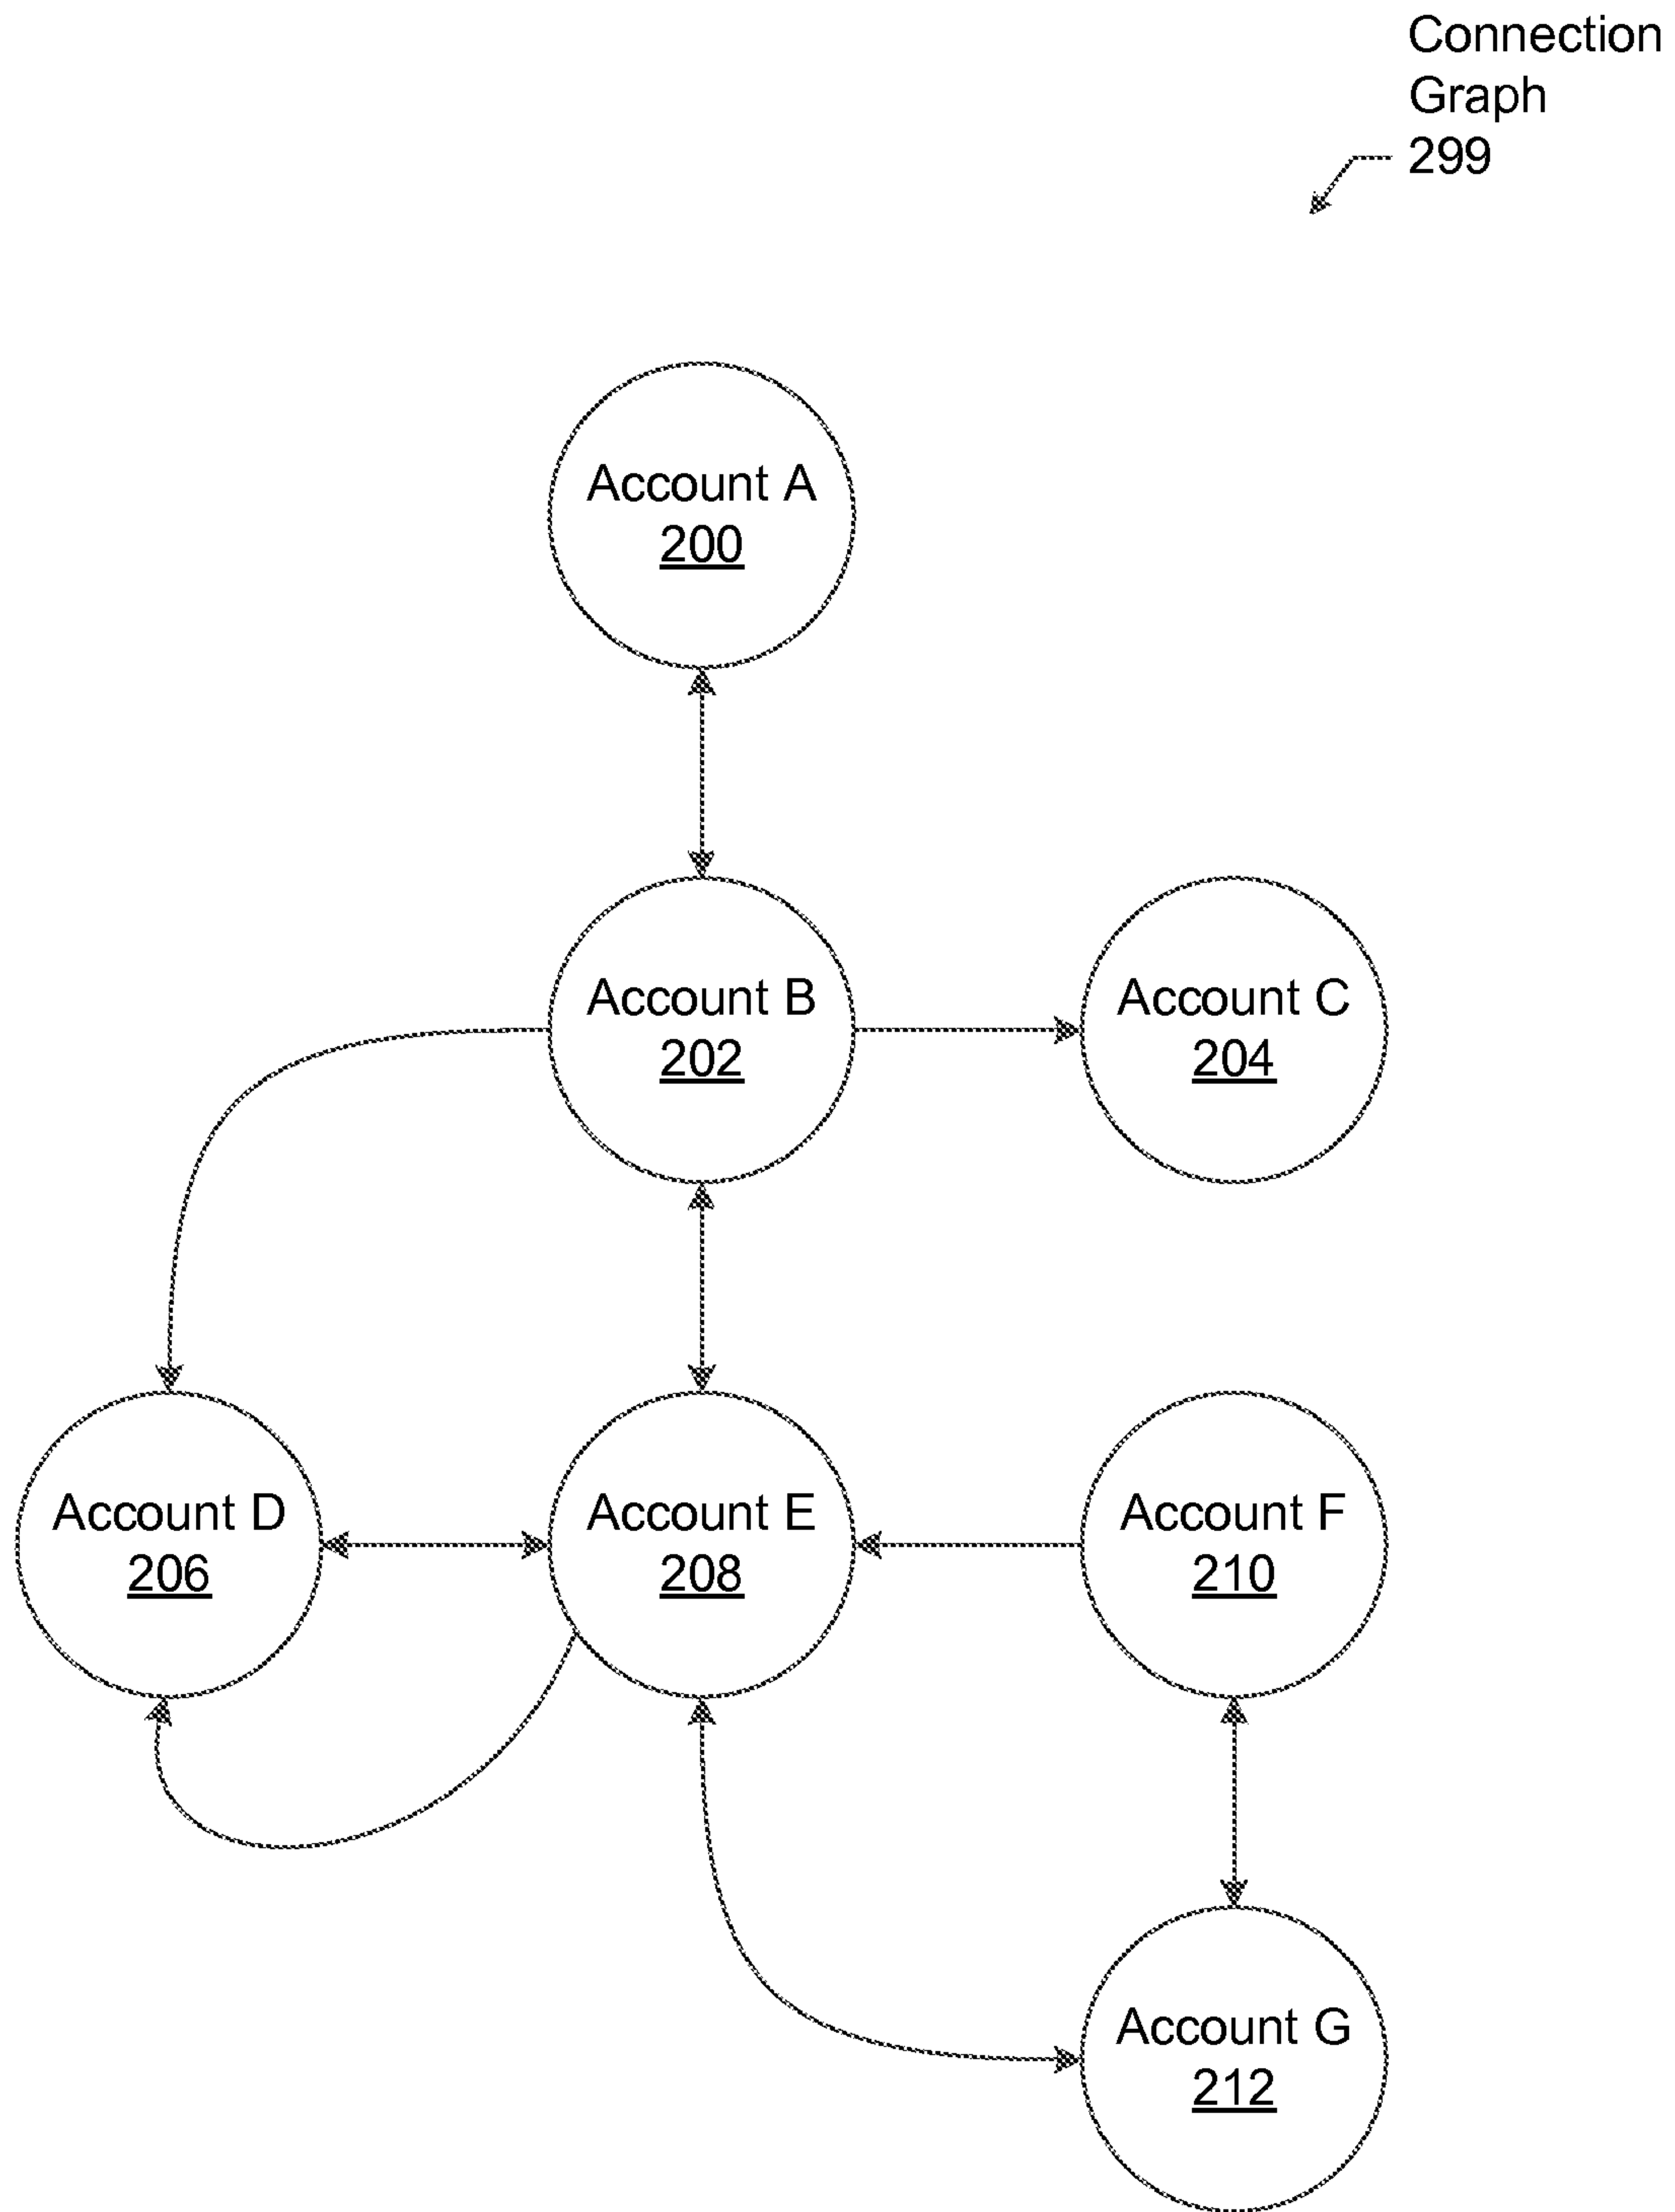 Connection
Graph
299
Account A
200
Account B
202
Account C
204
Account D
206
Account E
208
Account F
210
Account G
212